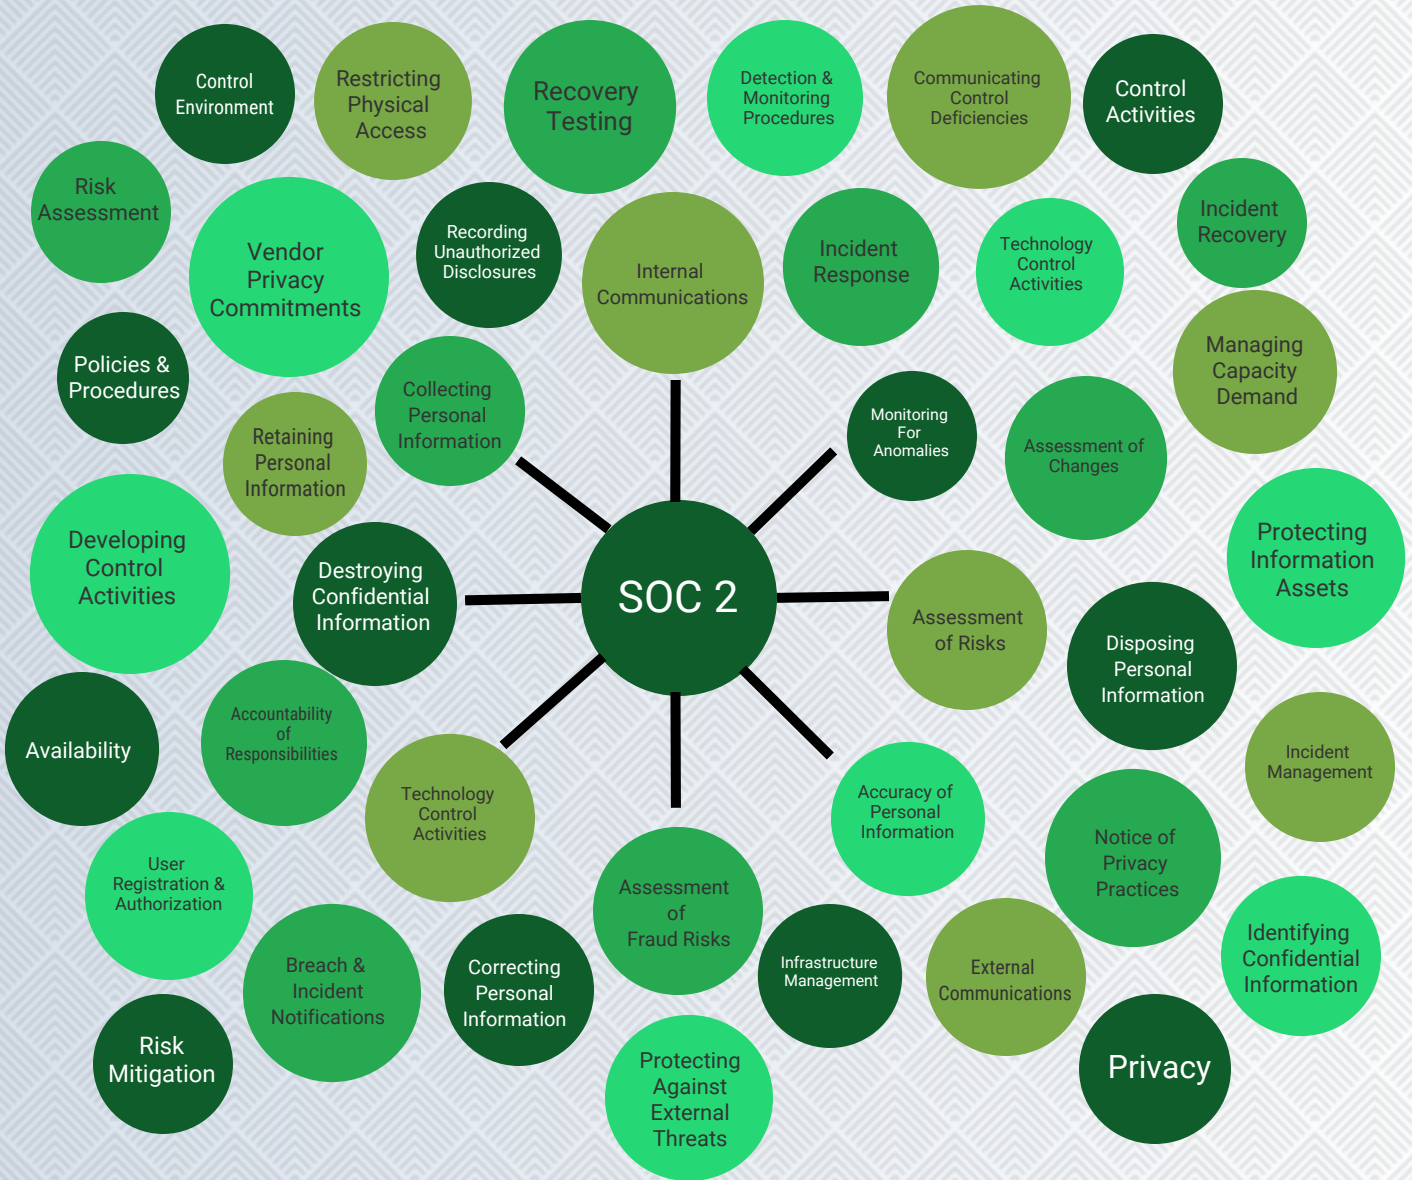 Control
Environment
Restricting
Physical
Access
Recovery
Testing
Detection &
Monitoring
Procedures
Communicating
Control
Deficiencies
Control
Activities
Risk
Assessment
Vendor
Privacy
Commitments
Recording
Unauthorized
Disclosures
Internal
Communications
Incident
Response
Technology
Control
Activities
Incident
Recovery
Policies &
Procedures
Collecting
Personal
Information
Monitoring
For
Anomalies
Managing
Capacity
Demand
Retaining
Personal
Information
Assessment of
Changes
Developing
Control
Activities
Destroying
Confidential
Information
SOC 2
Assessment
of Risks
Protecting
Information
Assets
Disposing
Personal
Information
Availability
Accountability
of
Responsibilities
Technology
Control
Activities
Accuracy of
Personal
Information
Incident
Management
User
Registration &
Authorization
Assessment
of
Fraud Risks
Notice of
Privacy
Practices
Breach &
Incident
Notifications
Correcting
Personal
Information
Infrastructure
Management
External
Communications
Identifying
Confidential
Information
Risk
Mitigation
Protecting
Against
External
Threats
Privacy